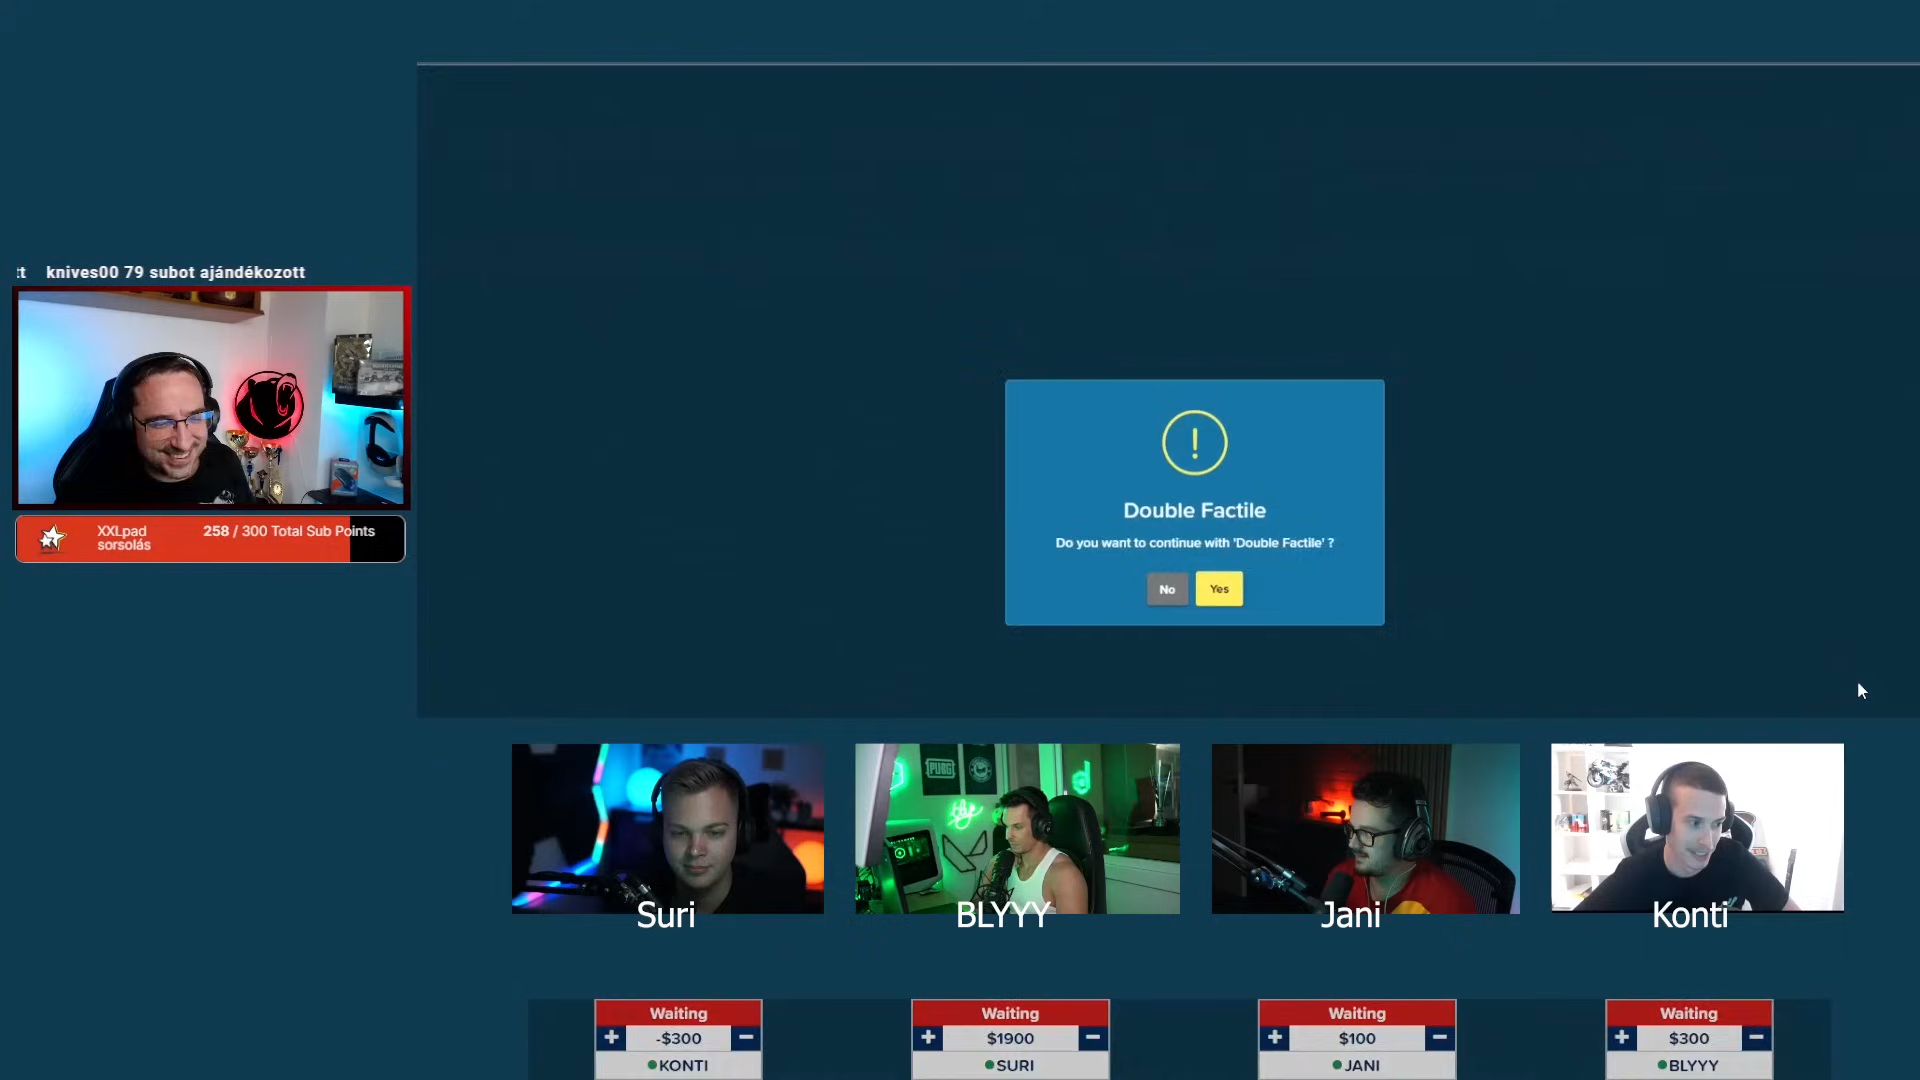 tt knives00 79 subot ajándékozott
XXLpad sorsolás
258 / 300 Total Sub Points
!
Double Factile
Do you want to continue with 'Double Factile' ?
No Yes
PUBG
Suri BLYYY Jani Konti
Waiting Waiting Waiting Waiting
+ -$300 − + $1900 − + $100 − + $300 −
KONTI SURI JANI BLYYY